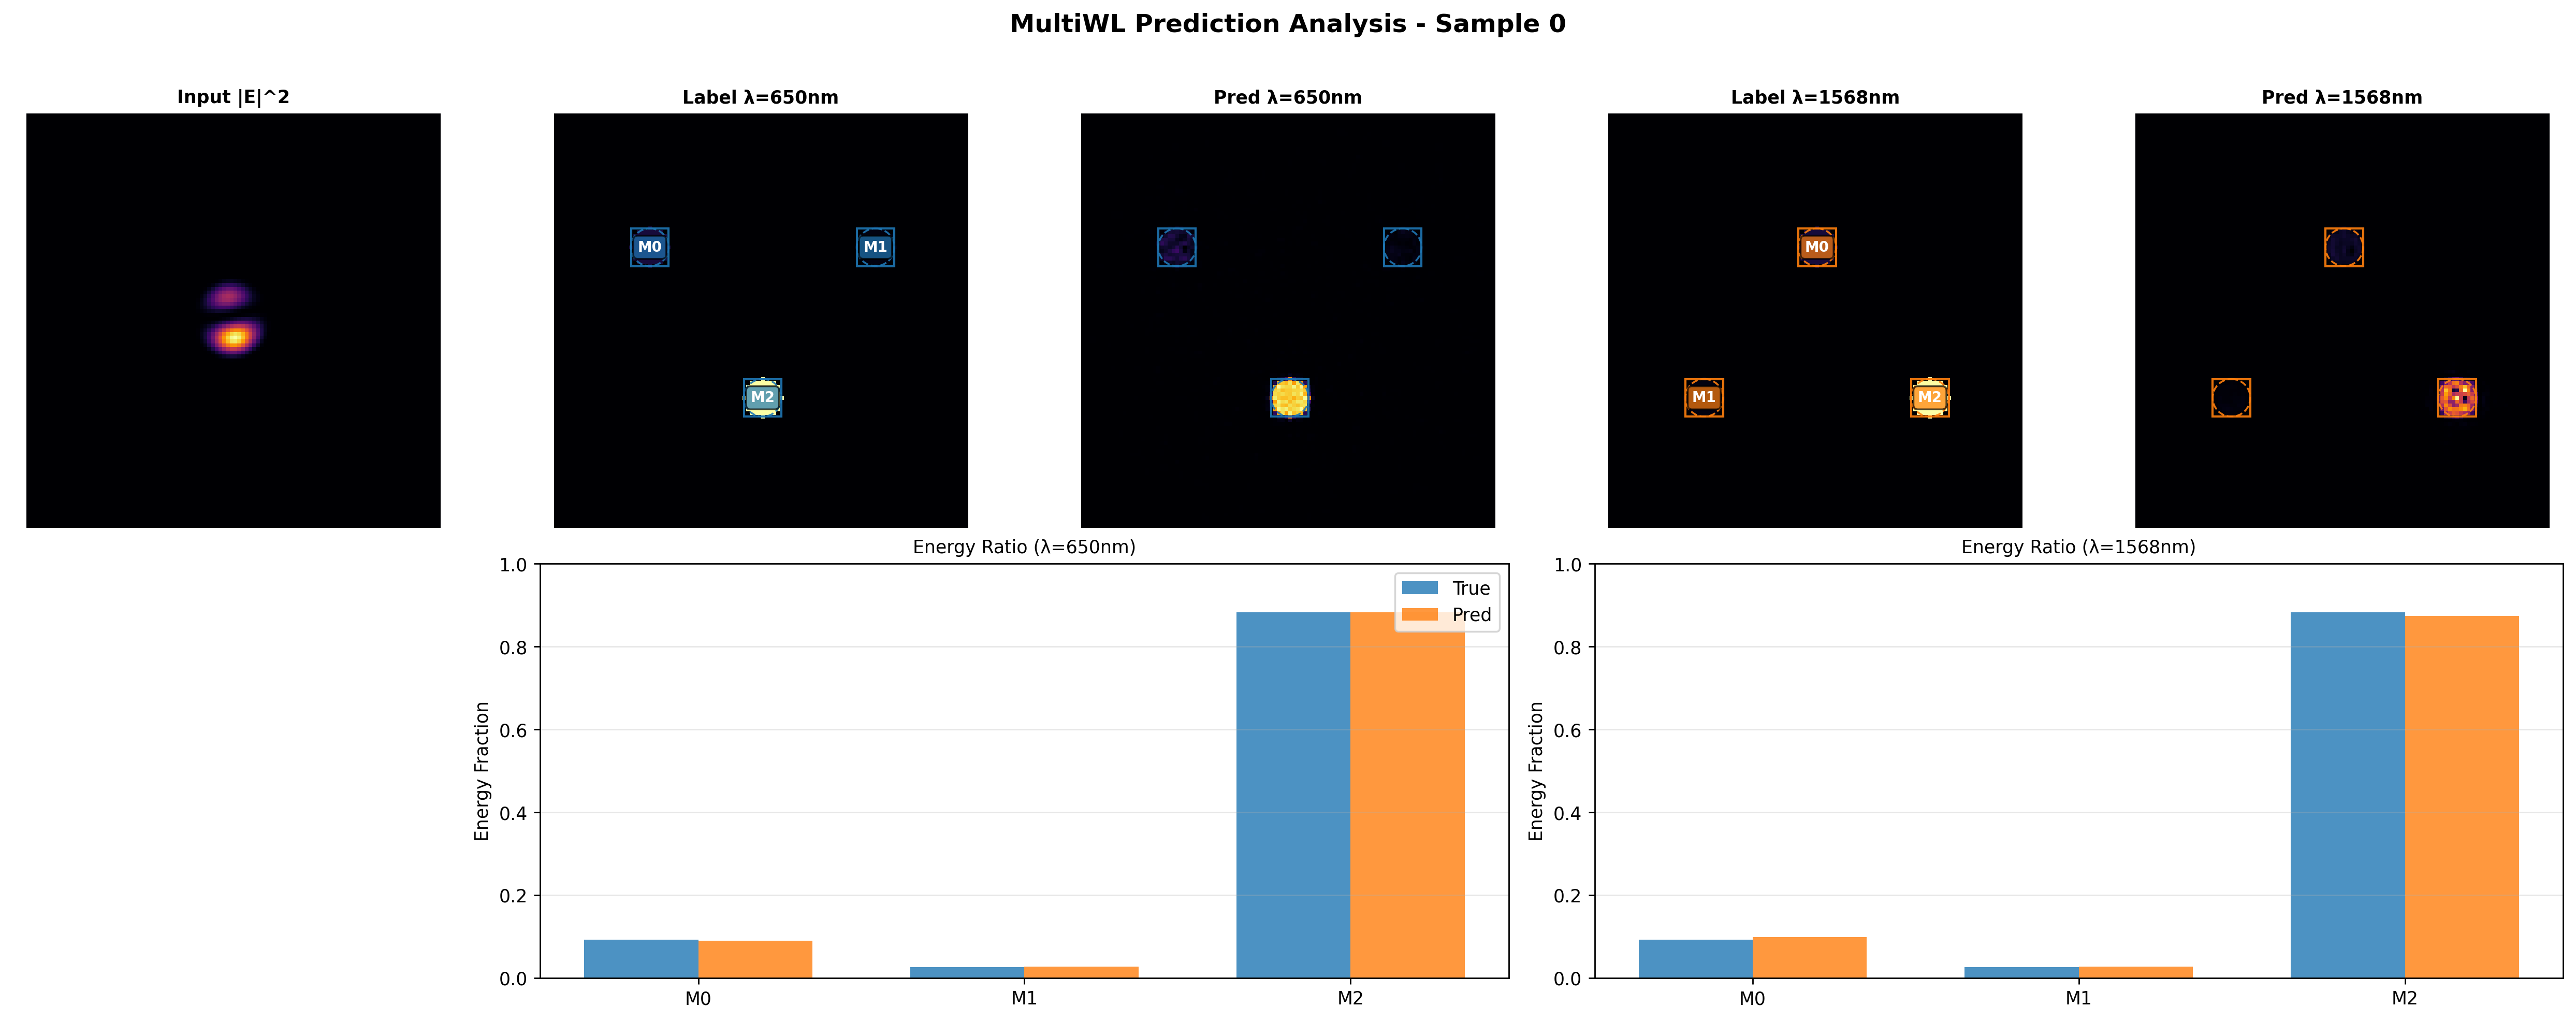 MultiWL Prediction Analysis - Sample 0
Input |E|^2
Label λ=650nm
Pred λ=650nm
Label λ=1568nm
Pred λ=1568nm
M0
M1
M2
M0
M1
M2
Energy Ratio (λ=650nm)
Energy Fraction
1.0
0.8
0.6
0.4
0.2
0.0
True
Pred
M0
M1
M2
Energy Ratio (λ=1568nm)
Energy Fraction
1.0
0.8
0.6
0.4
0.2
0.0
M0
M1
M2